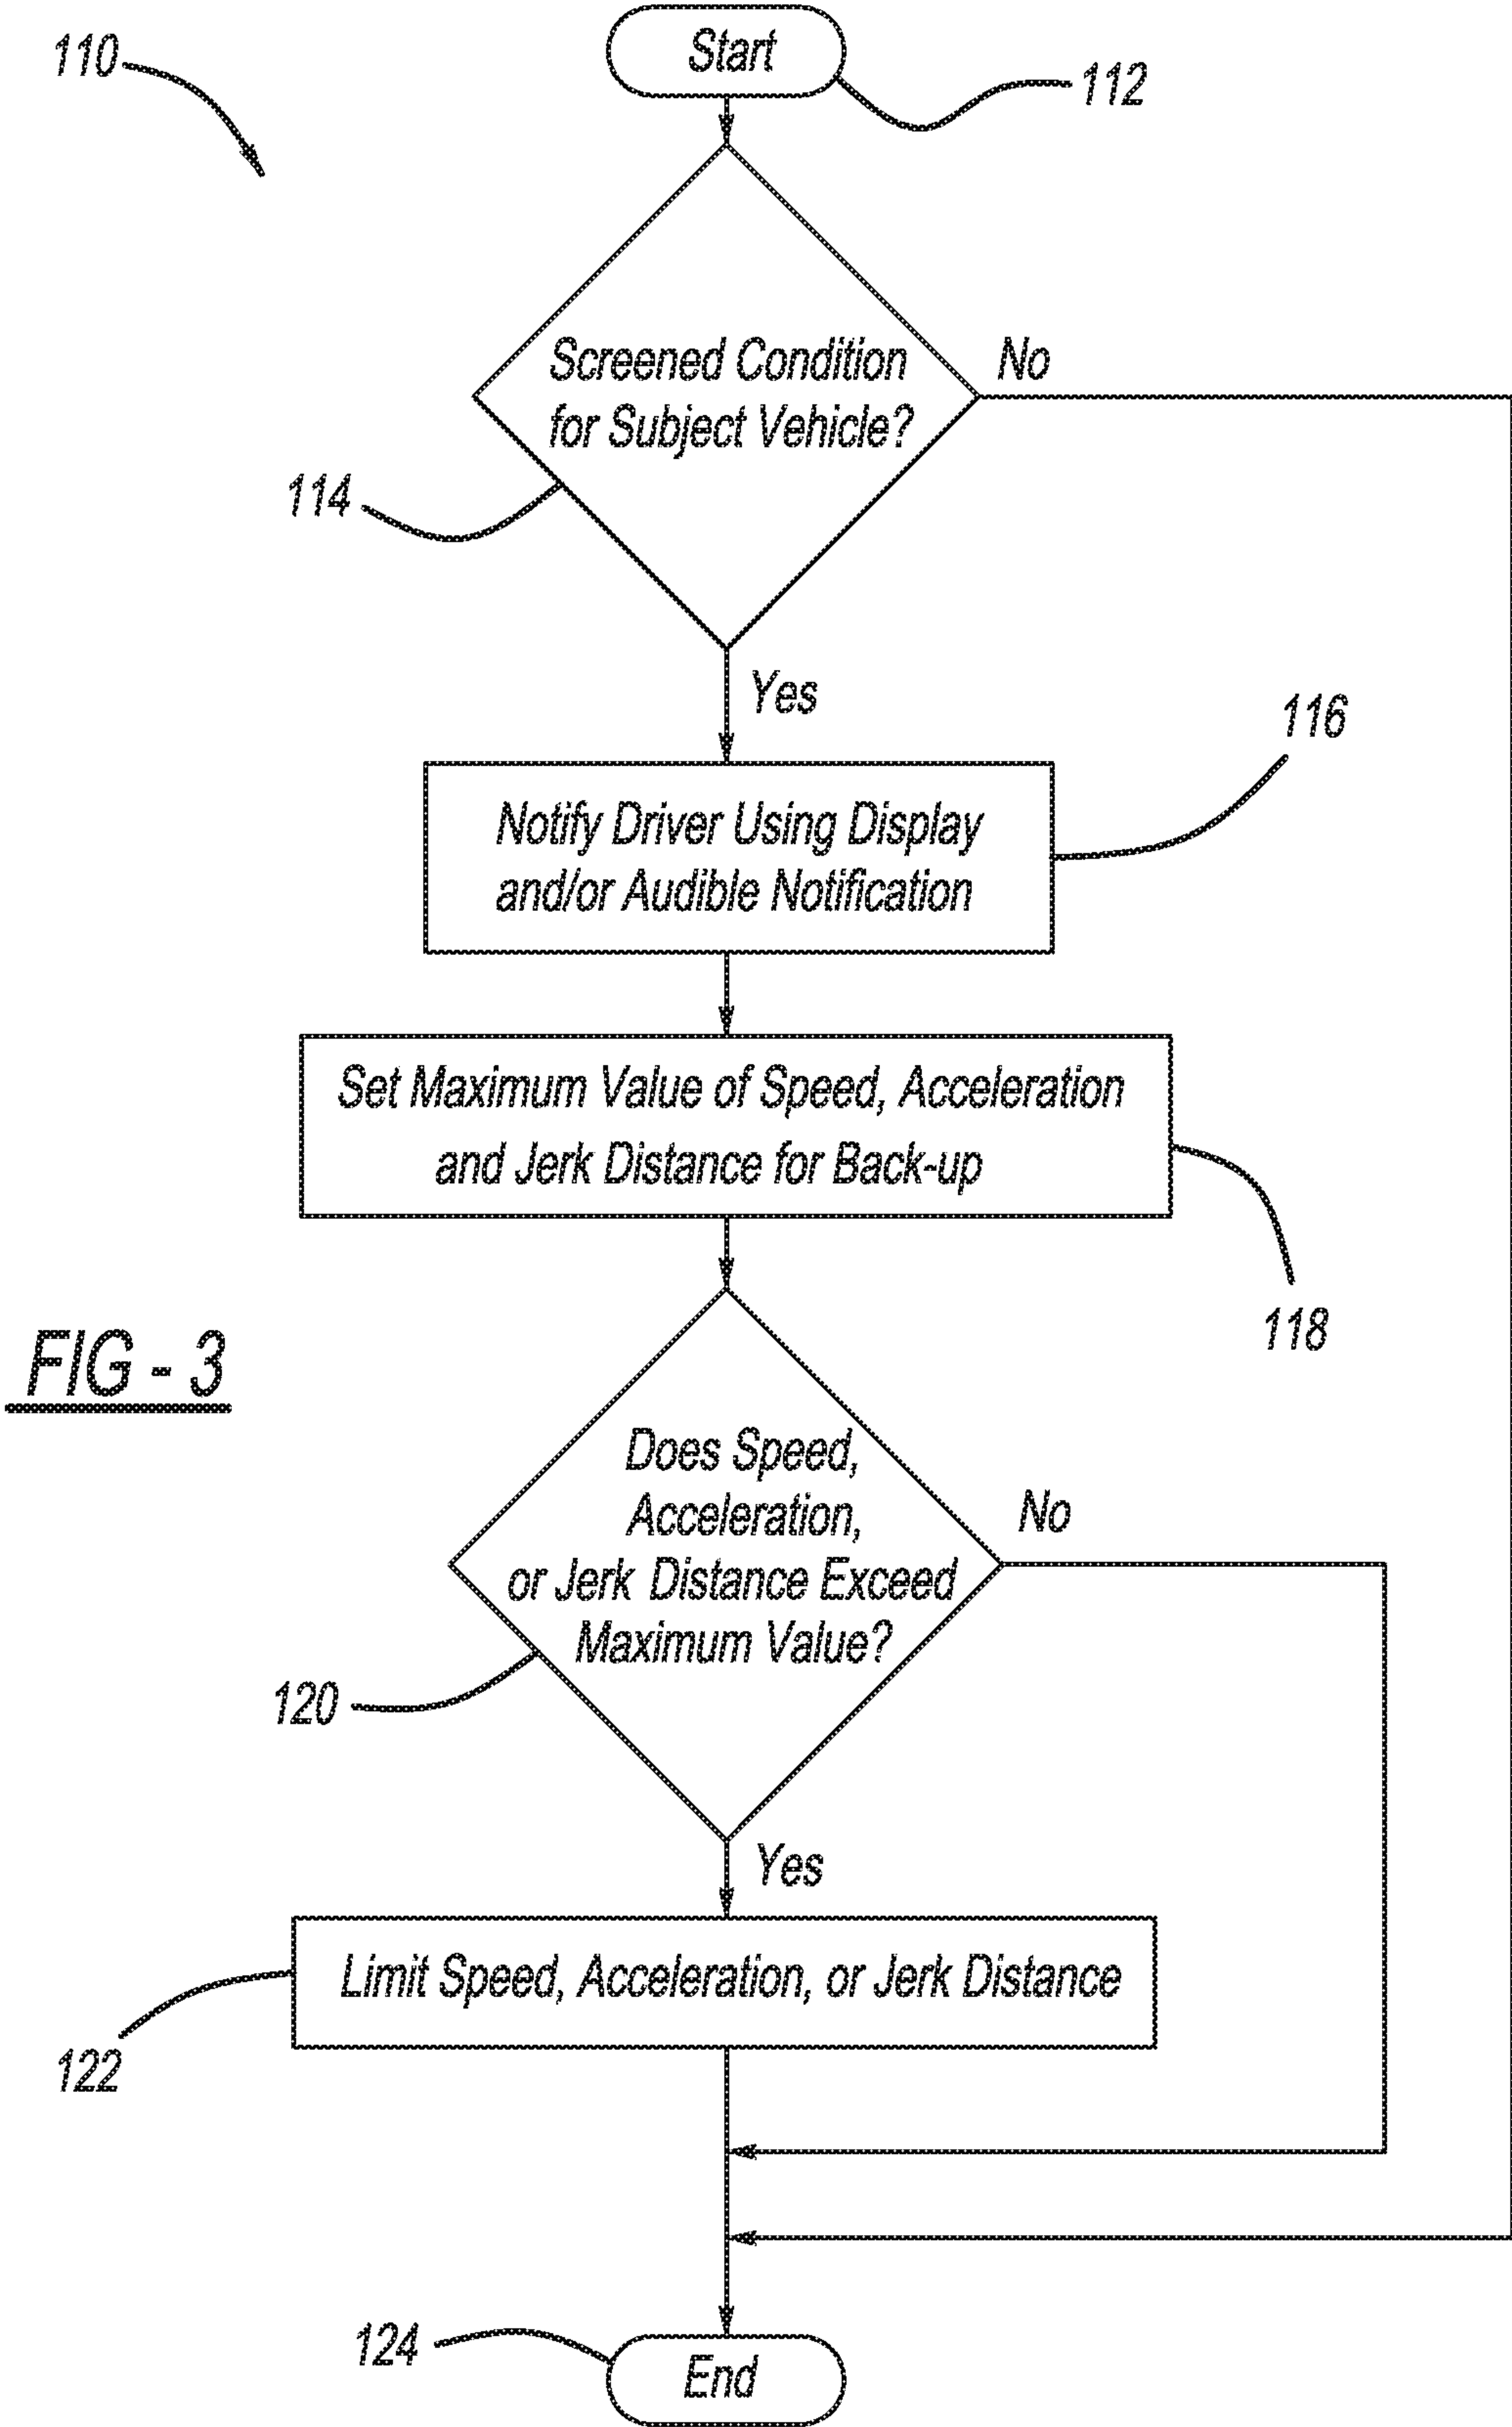 110
Start
112
Screened Condition
for Subject Vehicle?
No
114
Yes
116
Notify Driver Using Display
and/or Audible Notification
Set Maximum Value of Speed, Acceleration
and Jerk Distance for Back-up
118
FIG - 3
Does Speed,
Acceleration,
or Jerk Distance Exceed
Maximum Value?
No
120
Yes
Limit Speed, Acceleration, or Jerk Distance
122
124
End